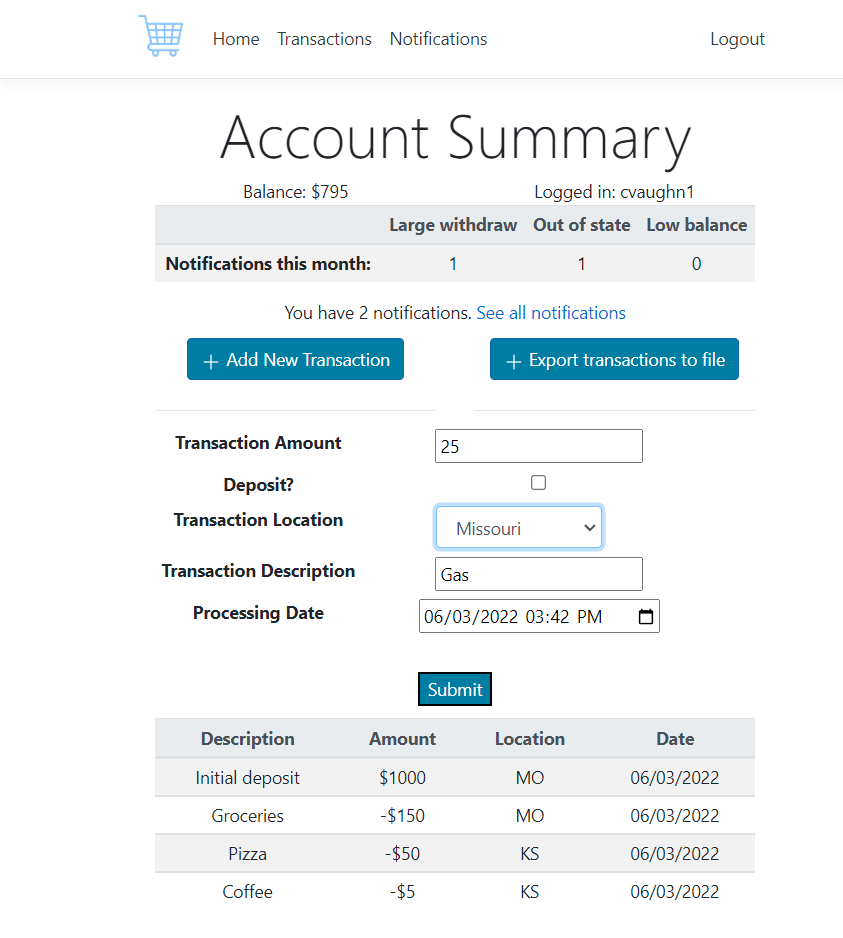 Home Transactions Notifications Logout
Account Summary
Balance: $795 Logged in: cvaughn1
Large withdraw Out of state Low balance
Notifications this month: 1 1 0
You have 2 notifications. See all notifications
+ Add New Transaction + Export transactions to file
Transaction Amount 25
Deposit?
Transaction Location Missouri
Transaction Description Gas
Processing Date 06/03/2022 03:42 PM
Submit
Description Amount Location Date
Initial deposit $1000 MO 06/03/2022
Groceries -$150 MO 06/03/2022
Pizza -$50 KS 06/03/2022
Coffee -$5 KS 06/03/2022